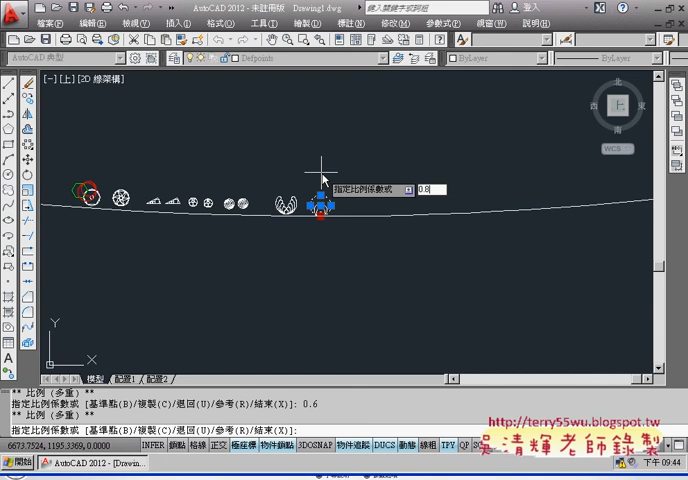 AutoCAD 2012 - 未註冊版    Drawing1.dwg
鍵入關鍵字或詞組
登入
檔案(F) 編輯(E) 檢視(V) 插入(I) 格式(O) 工具(T) 繪製(D) 標註(N) 修改(M) 參數式(P) 視窗(W) 說明(H)
AutoCAD 典型
Defpoints
ByLayer
ByLayer
[-] [上] [2D 線架構]
北
西 上 東
南
WCS
指定比例係數或 0.8
Y
X
模型 配置1 配置2
** 比例 (多重) **
指定比例係數或 [基準點(B)/複製(C)/退回(U)/參考(R)/結束(X)]: 0.6
** 比例 (多重) **
指定比例係數或 [基準點(B)/複製(C)/退回(U)/參考(R)/結束(X)]:
http://terry55wu.blogspot.tw
吳清輝老師錄製
6673.7524, 1195.3369, 0.0000 INFER 鎖點 格線 正交 極座標 物件鎖點 3DOSNAP 物件追蹤 DUCS 動態 線粗 TPY QP
開始 AutoCAD 2012 - [Drawin...
下午 09:44